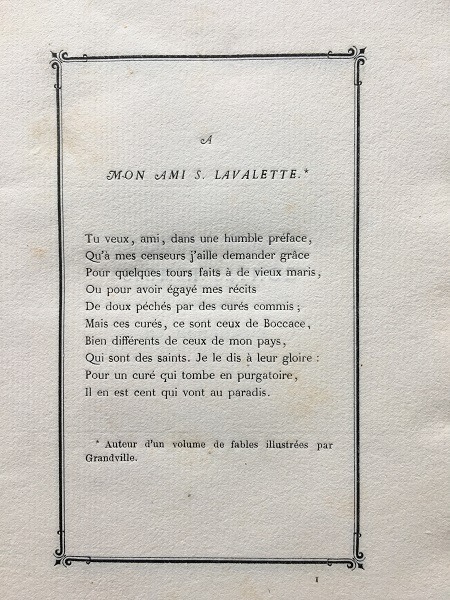 A
MON AMI S. LAVALETTE.*
Tu veux, ami, dans une humble préface,
Qu'à mes censeurs j'aille demander grâce
Pour quelques tours faits à de vieux maris,
Ou pour avoir égayé mes récits
De doux péchés par des curés commis ;
Mais ces curés, ce sont ceux de Boccace,
Bien différents de ceux de mon pays,
Qui sont des saints. Je le dis à leur gloire :
Pour un curé qui tombe en purgatoire,
Il en est cent qui vont au paradis.
* Auteur d'un volume de fables illustrées par
Grandville.
1